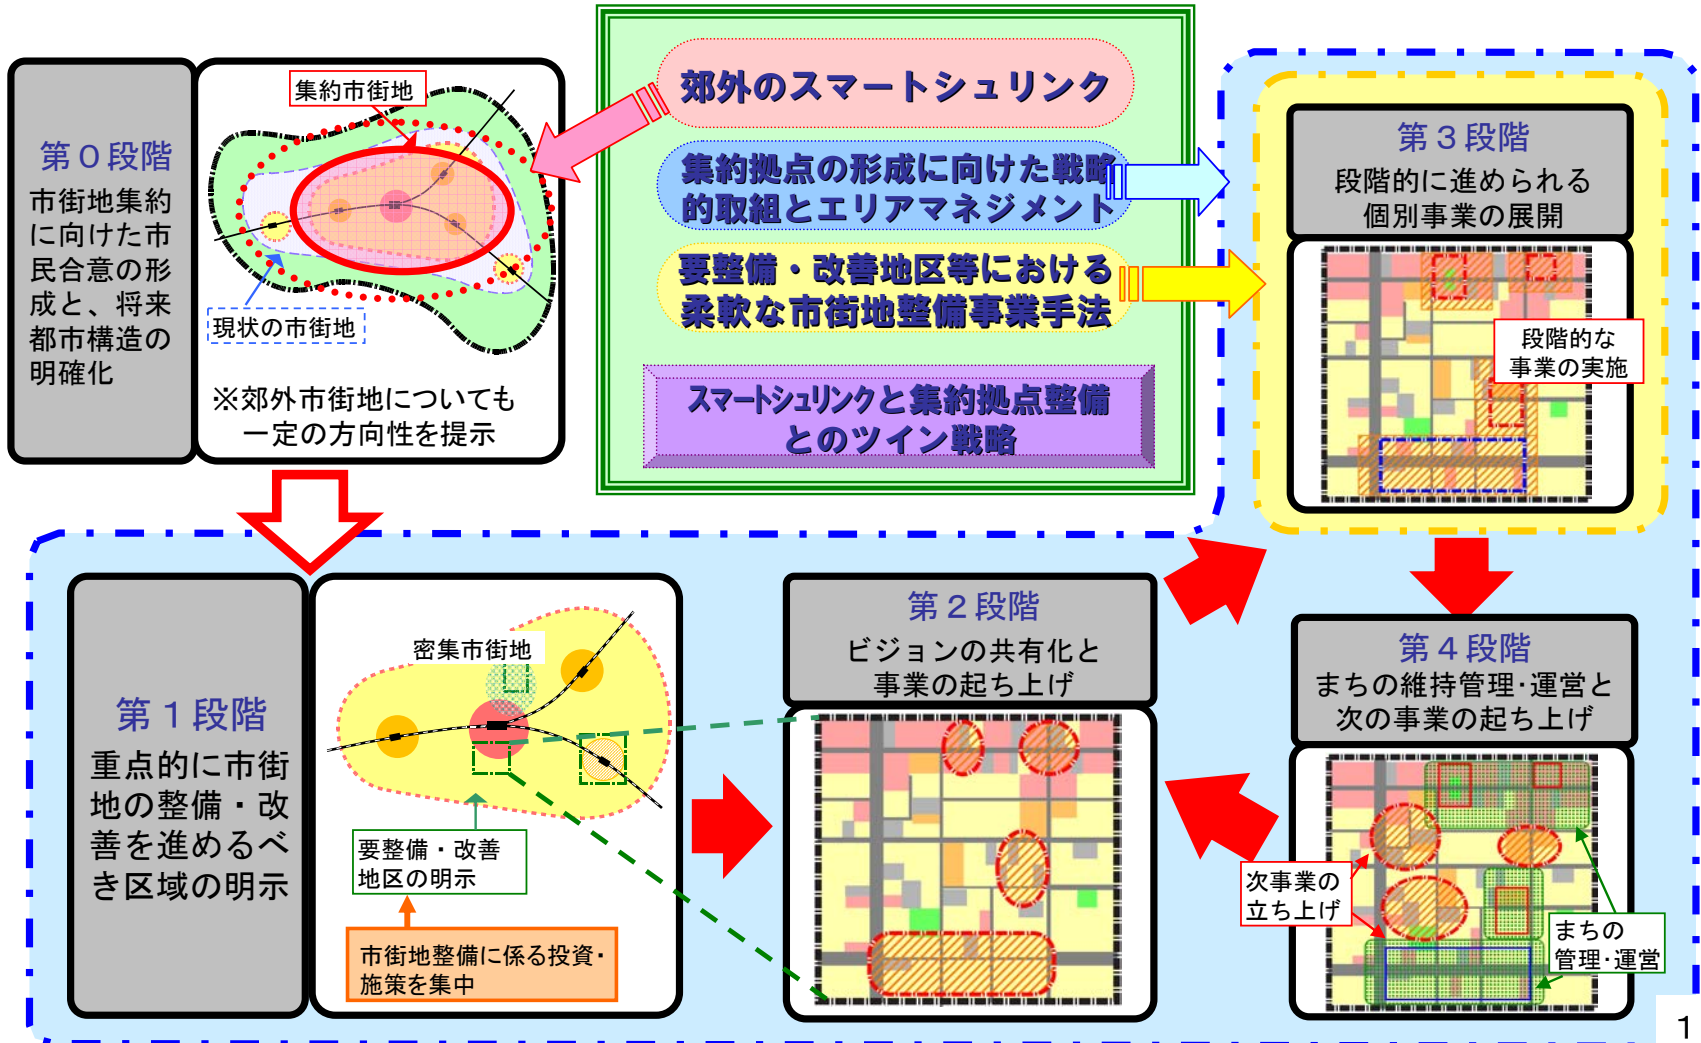 第０段階
市街地集約
に向けた市
民合意の形
成と、将来
都市構造の
明確化
集約市街地
現状の市街地
※郊外市街地についても
一定の方向性を提示
郊外のスマートシュリンク
集約拠点の形成に向けた戦略
的取組とエリアマネジメント
要整備・改善地区等における
柔軟な市街地整備事業手法
スマートシュリンクと集約拠点整備
とのツイン戦略
第３段階
段階的に進められる
個別事業の展開
段階的な
事業の実施
第１段階
重点的に市街
地の整備・改
善を進めるべ
き区域の明示
密集市街地
要整備・改善
地区の明示
市街地整備に係る投資・
施策を集中
第２段階
ビジョンの共有化と
事業の起ち上げ
第４段階
まちの維持管理・運営と
次の事業の起ち上げ
次事業の
立ち上げ
まちの
管理・運営
1